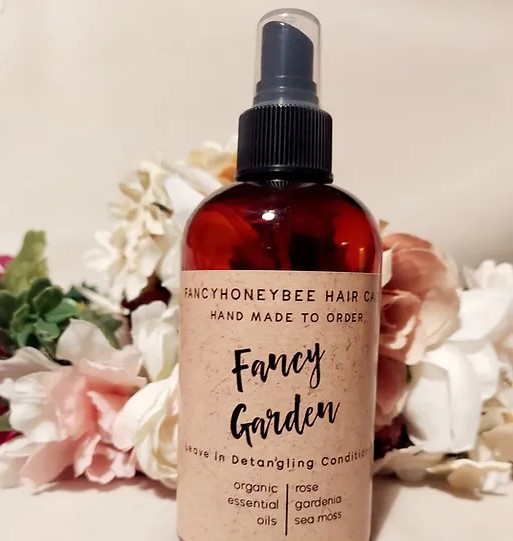 FANCYHONEYBEE HAIR CA
HAND MADE TO ORDER
Fancy
Garden
Leave In Detangling Condition
organic | rose
essential | gardenia
oils | sea moss